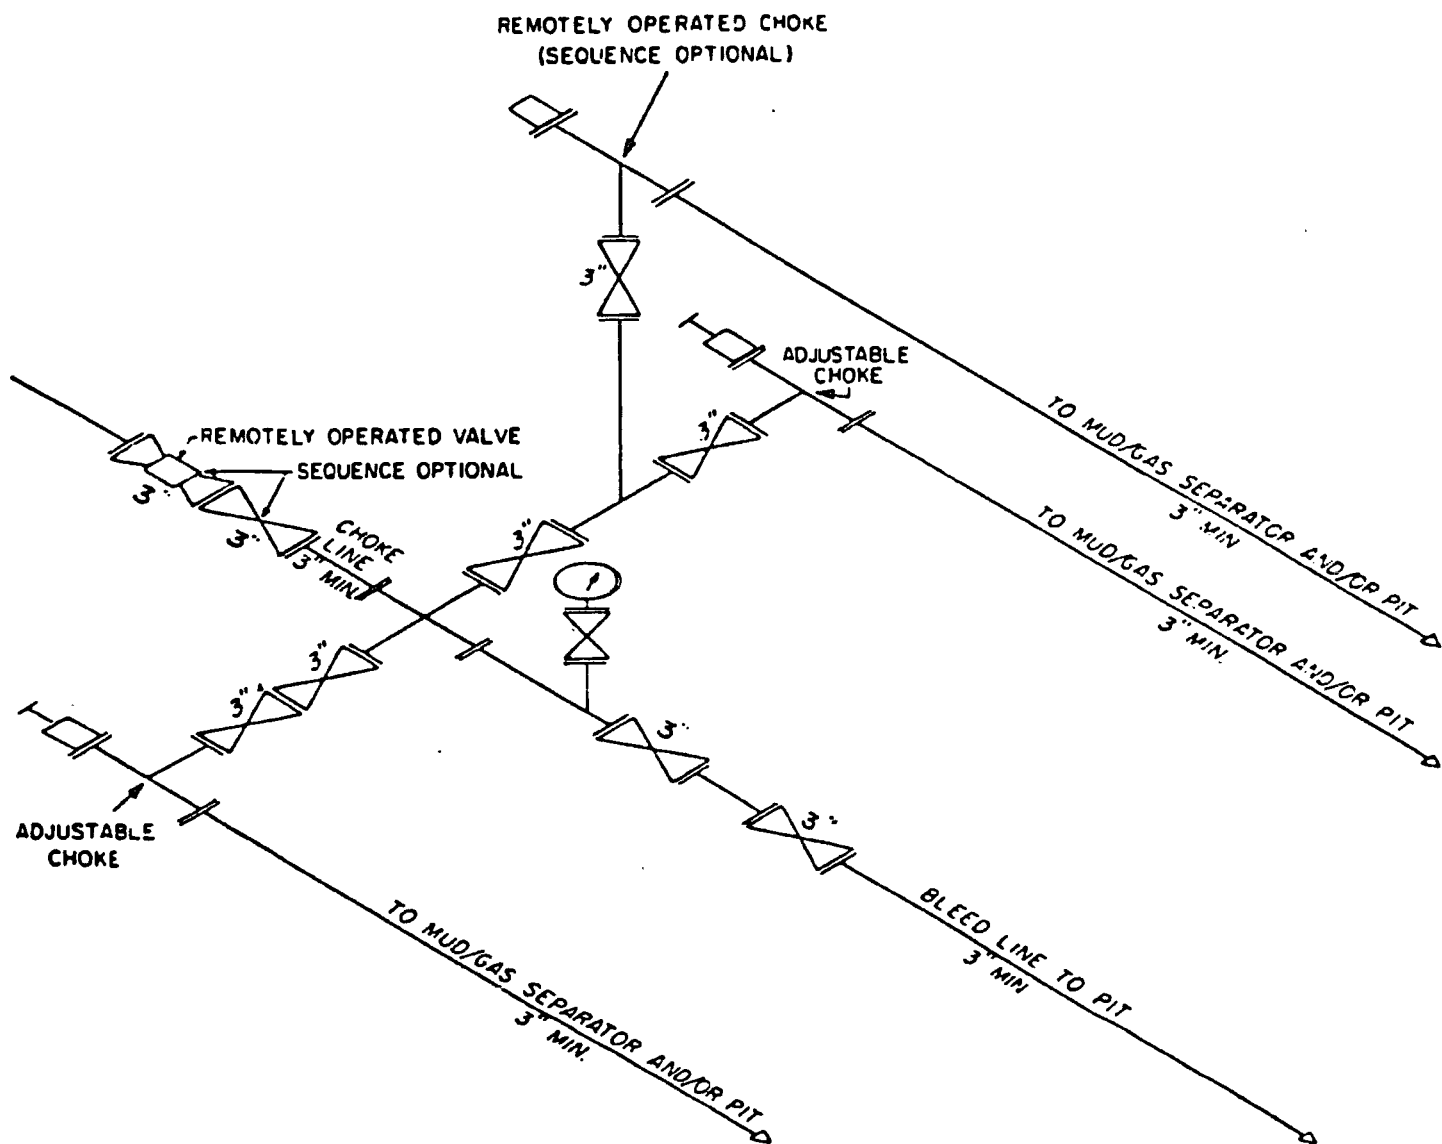 REMOTELY OPERATED CHOKE
(SEQUENCE OPTIONAL)
3"
ADJUSTABLE
CHOKE
3"
TO MUD/GAS SEPARATOR AND/OR PIT
3" MIN
REMOTELY OPERATED VALVE
SEQUENCE OPTIONAL
3"
3"
CHOKE
LINE
3" MIN.
3"
TO MUD/GAS SEPARATOR AND/OR PIT
3" MIN.
3"
3"
3"
3"
ADJUSTABLE
CHOKE
TO MUD/GAS SEPARATOR AND/OR PIT
3" MIN.
BLEED LINE TO PIT
3" MIN